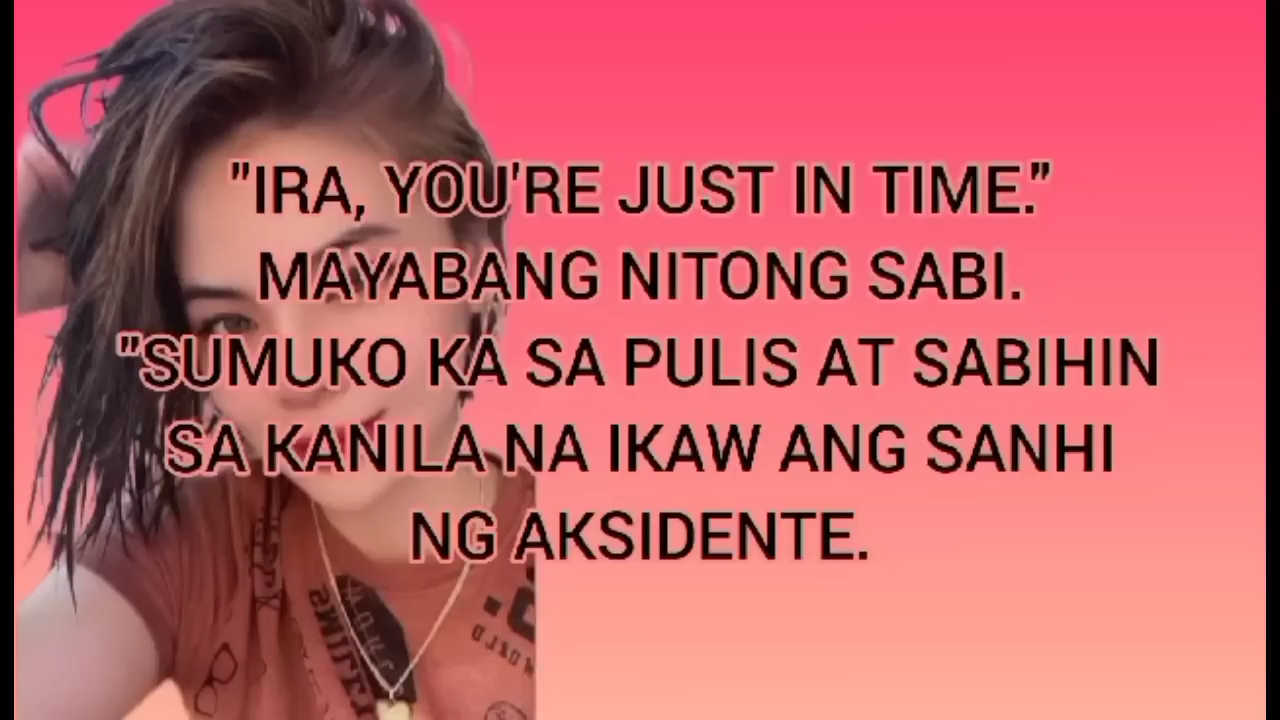 "IRA, YOU'RE JUST IN TIME."
MAYABANG NITONG SABI.
"SUMUKO KA SA PULIS AT SABIHIN
SA KANILA NA IKAW ANG SANHI
NG AKSIDENTE.